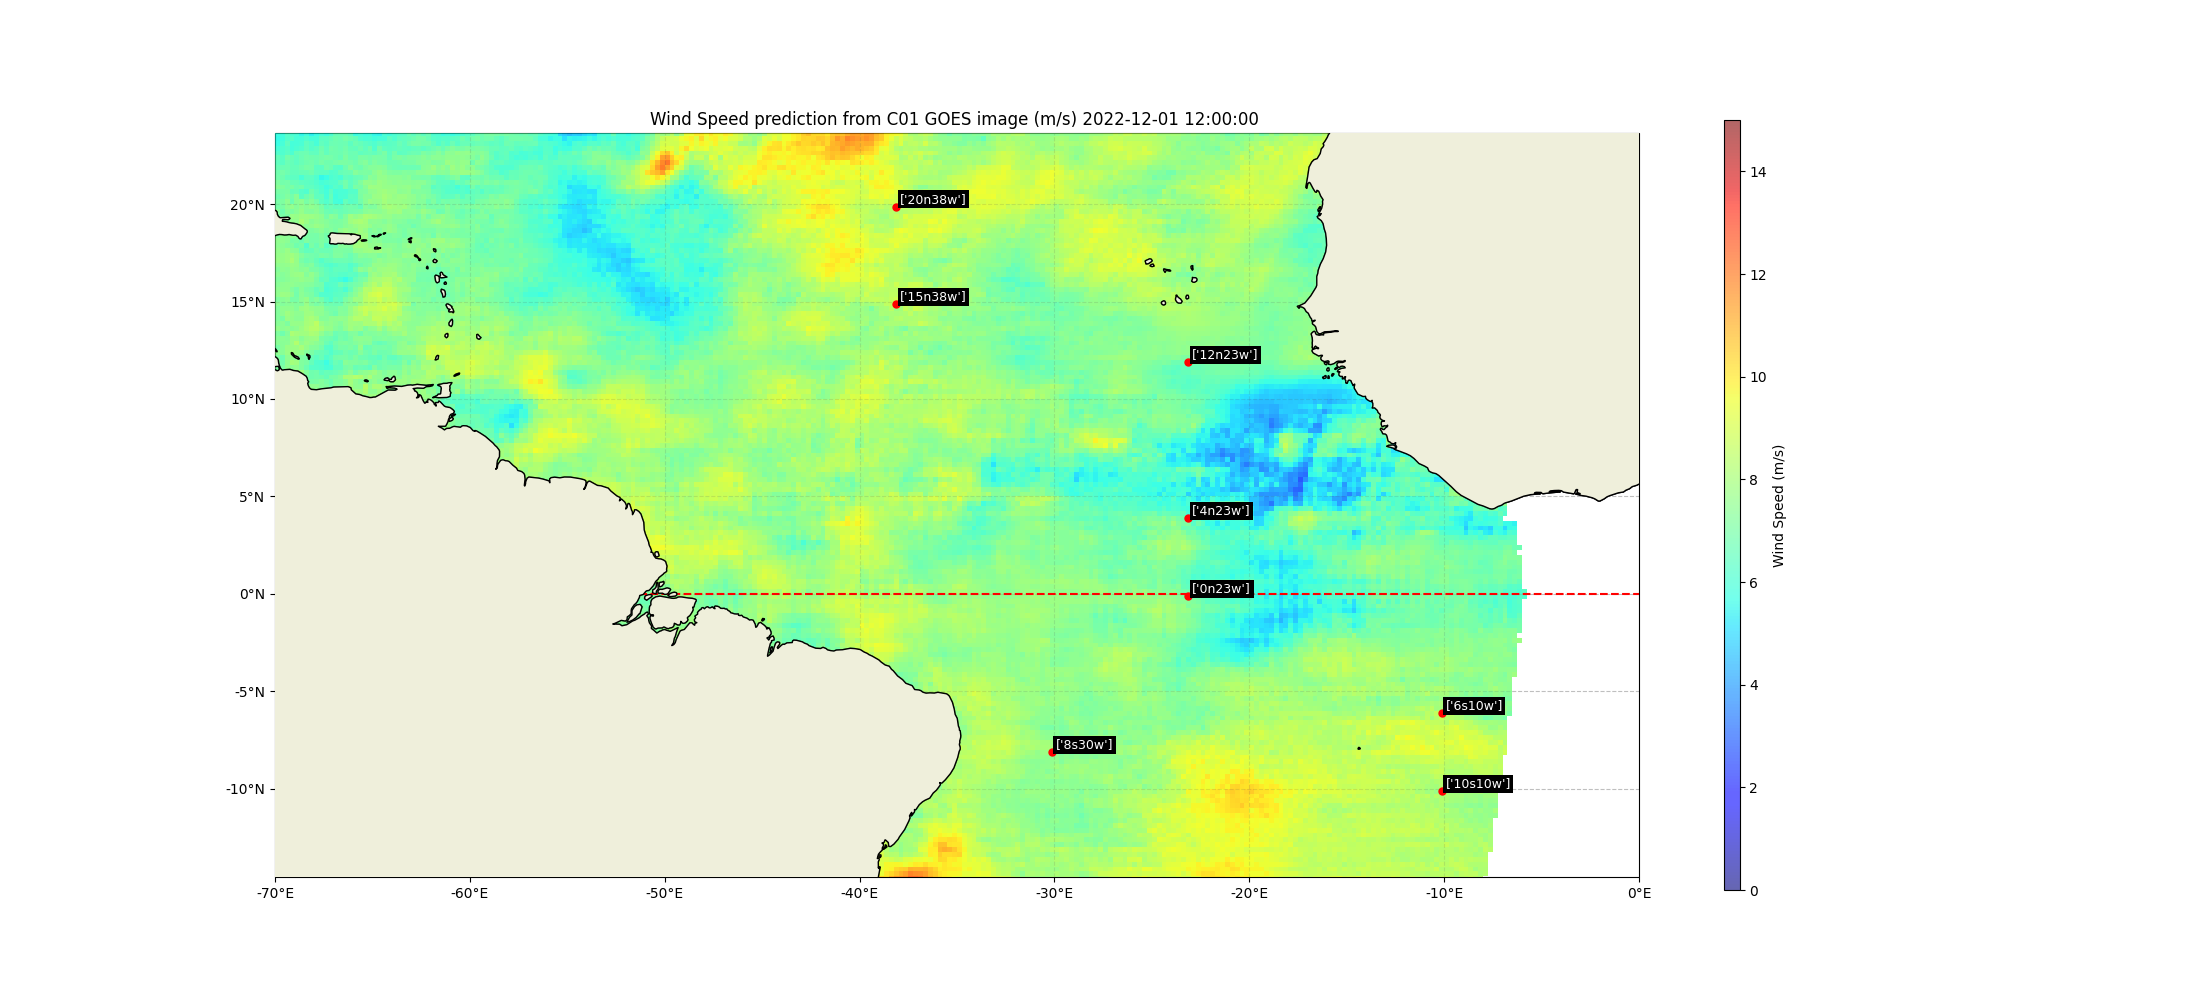 Wind Speed prediction from C01 GOES image (m/s) 2022-12-01 12:00:00
20°N
15°N
10°N
5°N
0°N
-5°N
-10°N
['20n38w']
['15n38w']
['12n23w']
['4n23w']
['0n23w']
['6s10w']
['8s30w']
['10s10w']
-70°E
-60°E
-50°E
-40°E
-30°E
-20°E
-10°E
0°E
14
12
10
8
6
4
2
0
Wind Speed (m/s)